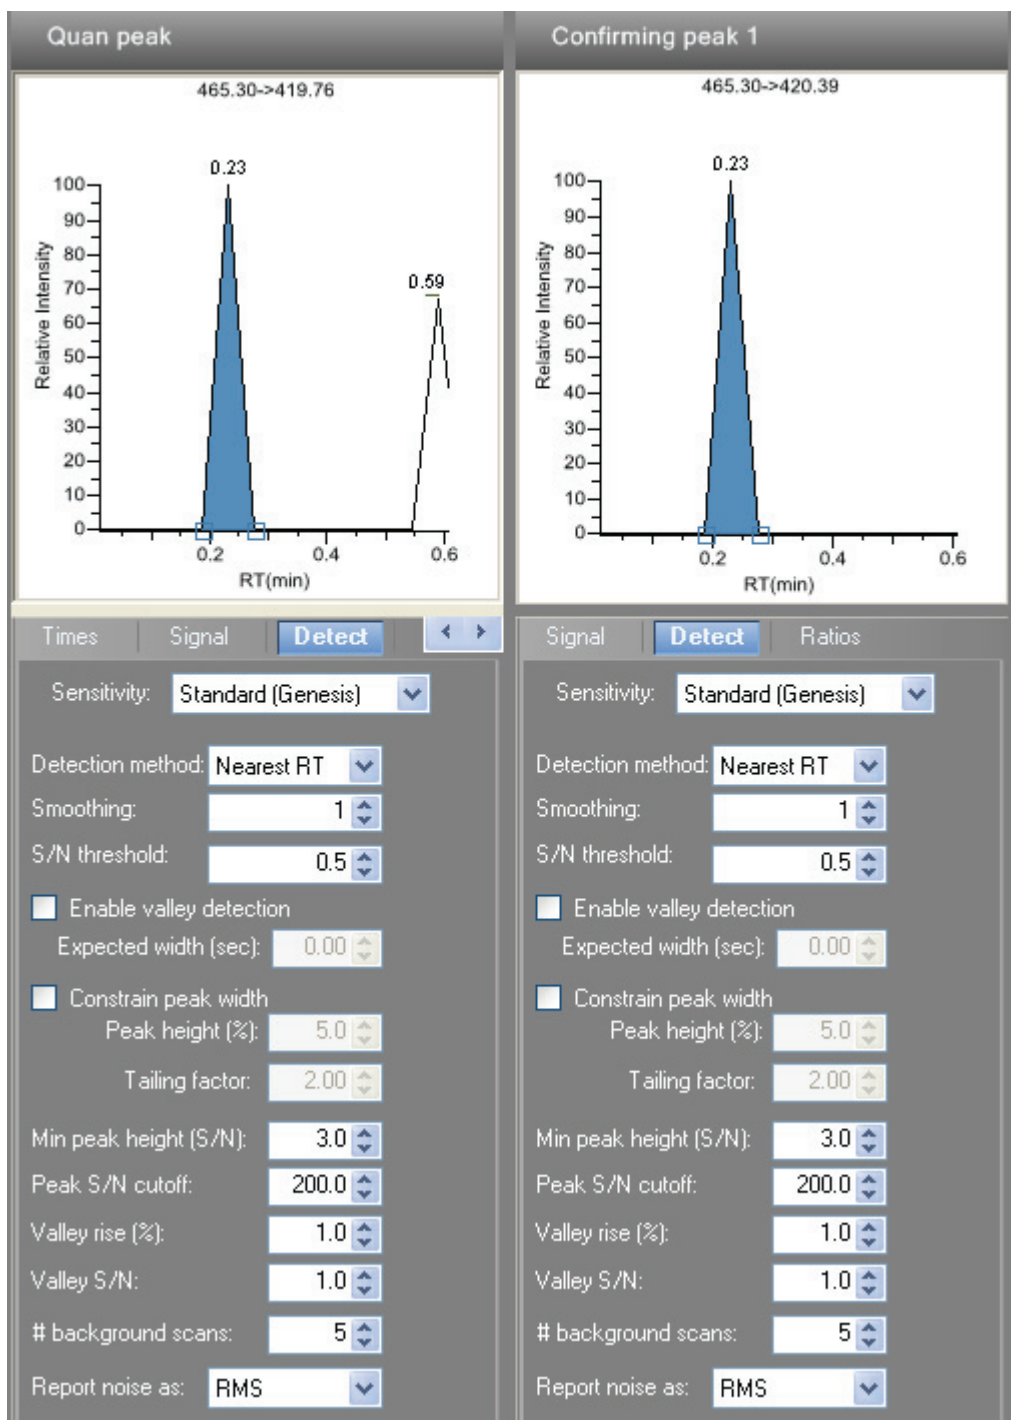 Quan peak
465.30->419.76
0.23
0.59
100
90
80
70
60
50
40
30
20
10
0
Relative Intensity
0.2 0.4 0.6
RT(min)
Times Signal Detect
Sensitivity: Standard (Genesis)
Detection method: Nearest RT
Smoothing: 1
S/N threshold: 0.5
Enable valley detection
Expected width (sec): 0.00
Constrain peak width
Peak height (%): 5.0
Tailing factor: 2.00
Min peak height (S/N): 3.0
Peak S/N cutoff: 200.0
Valley rise (%): 1.0
Valley S/N: 1.0
# background scans: 5
Report noise as: RMS
Confirming peak 1
465.30->420.39
0.23
100
90
80
70
60
50
40
30
20
10
0
Relative Intensity
0.2 0.4 0.6
RT(min)
Signal Detect Ratios
Sensitivity: Standard (Genesis)
Detection method: Nearest RT
Smoothing: 1
S/N threshold: 0.5
Enable valley detection
Expected width (sec): 0.00
Constrain peak width
Peak height (%): 5.0
Tailing factor: 2.00
Min peak height (S/N): 3.0
Peak S/N cutoff: 200.0
Valley rise (%): 1.0
Valley S/N: 1.0
# background scans: 5
Report noise as: RMS